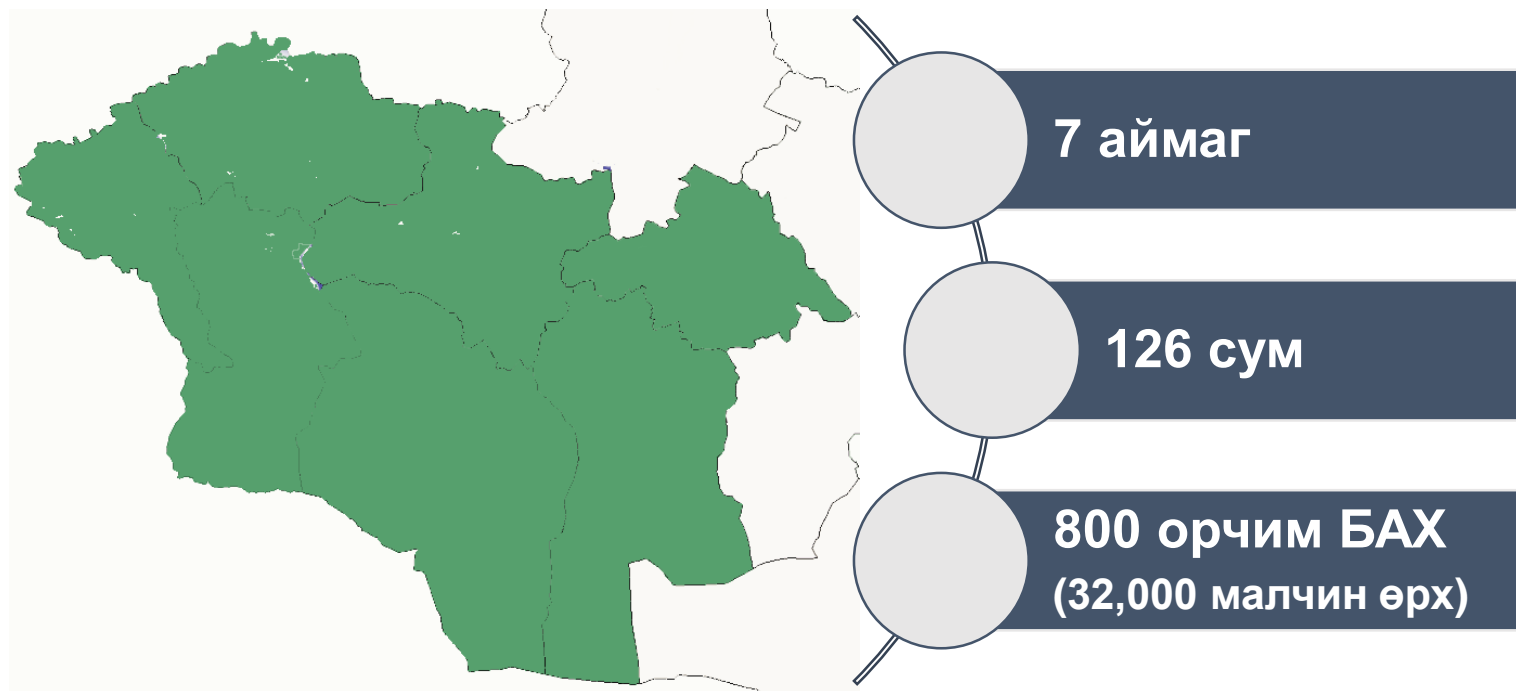 7 аймаг
126 сум
800 орчим БАХ
(32,000 малчин өрх)